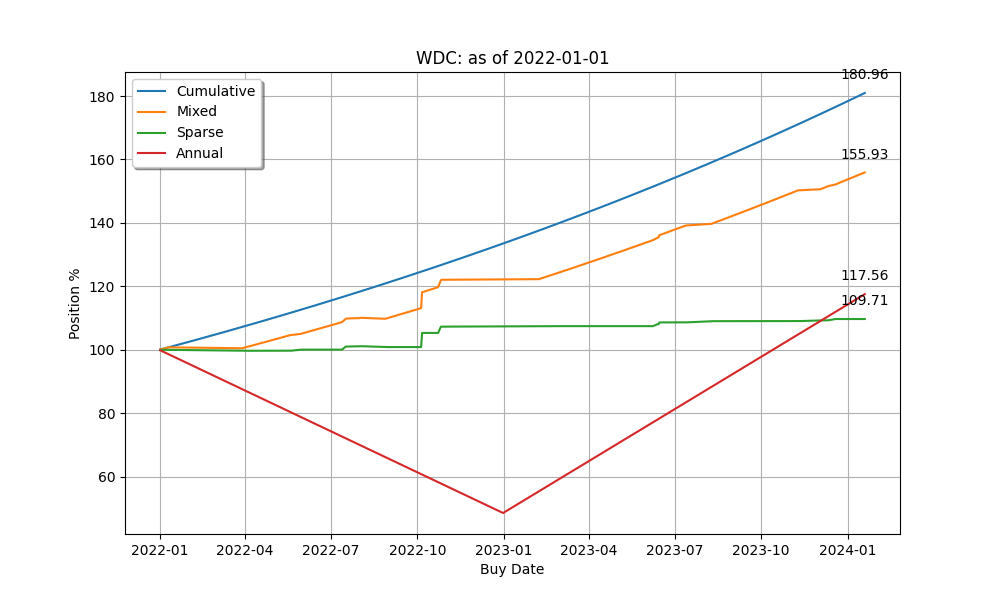 WDC: as of 2022-01-01
Cumulative
Mixed
Sparse
Annual
180.96
155.93
117.56
109.71
180
160
140
120
100
80
60
Position %
2022-01 2022-04 2022-07 2022-10 2023-01 2023-04 2023-07 2023-10 2024-01
Buy Date